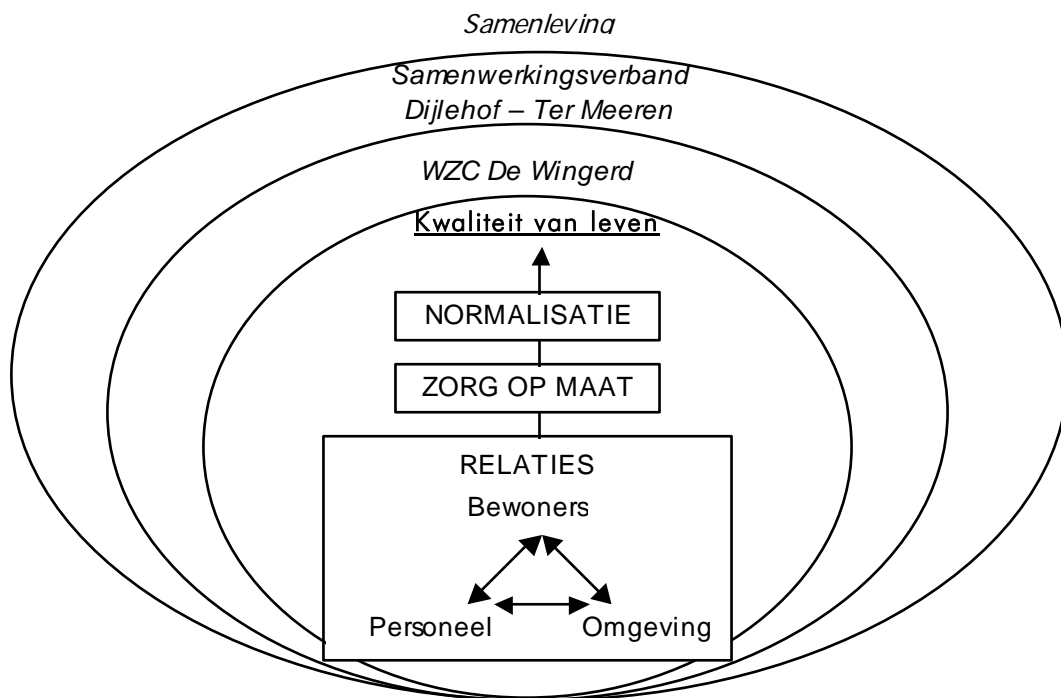 Samenleving
Samenwerkingsverband
Dijlehof – Ter Meeren
WZC De Wingerd
Kwaliteit van leven
NORMALISATIE
ZORG OP MAAT
RELATIES
Bewoners
Personeel Omgeving